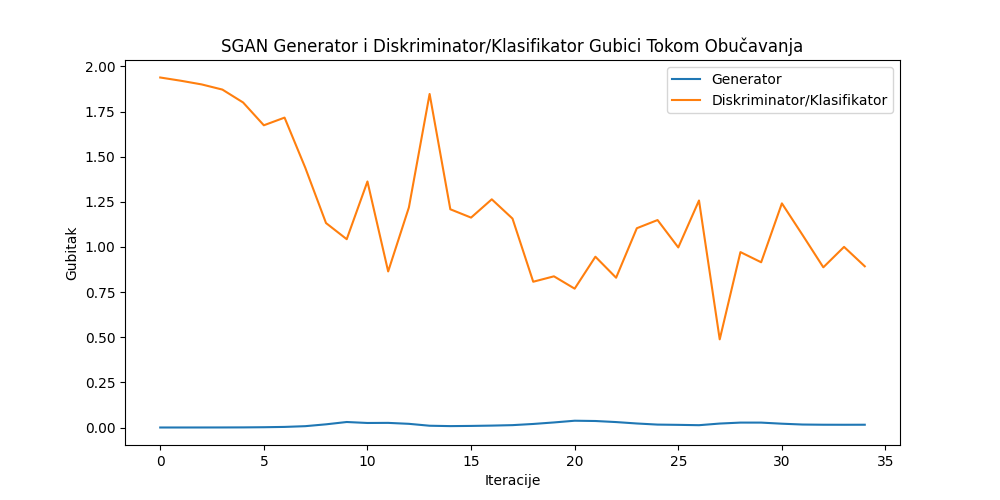 SGAN Generator i Diskriminator/Klasifikator Gubici Tokom Obučavanja
Generator
Diskriminator/Klasifikator
Gubitak
2.00
1.75
1.50
1.25
1.00
0.75
0.50
0.25
0.00
0 5 10 15 20 25 30 35
Iteracije